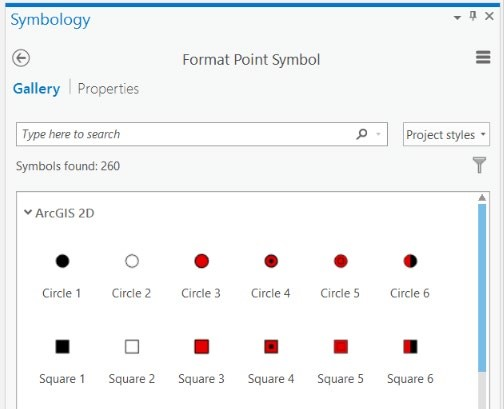 Symbology
Format Point Symbol
Gallery Properties
Type here to search Project styles
Symbols found: 260
ArcGIS 2D
Circle 1 Circle 2 Circle 3 Circle 4 Circle 5 Circle 6
Square 1 Square 2 Square 3 Square 4 Square 5 Square 6